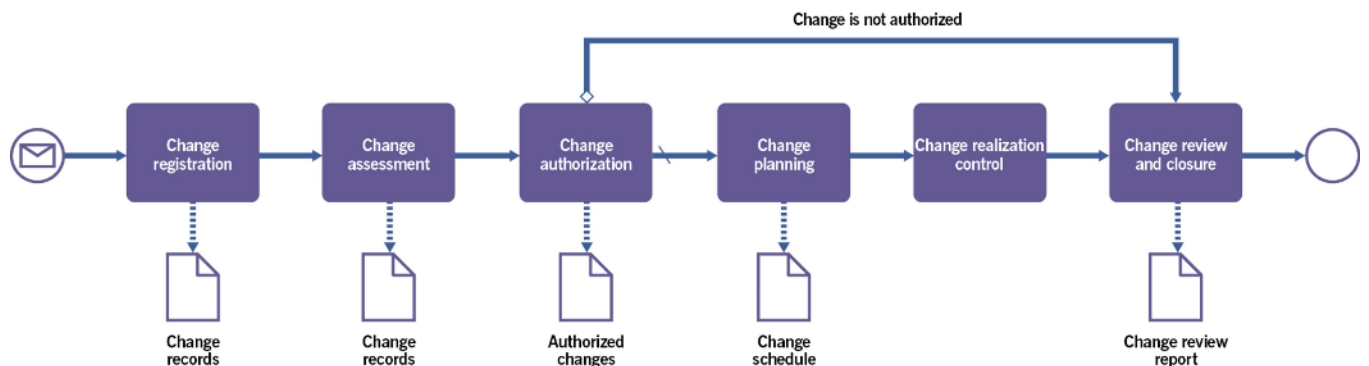 Change is not authorized
Change
registration
Change
assessment
Change
authorization
Change
planning
Change realization
control
Change review
and closure
Change
records
Change
records
Authorized
changes
Change
schedule
Change review
report